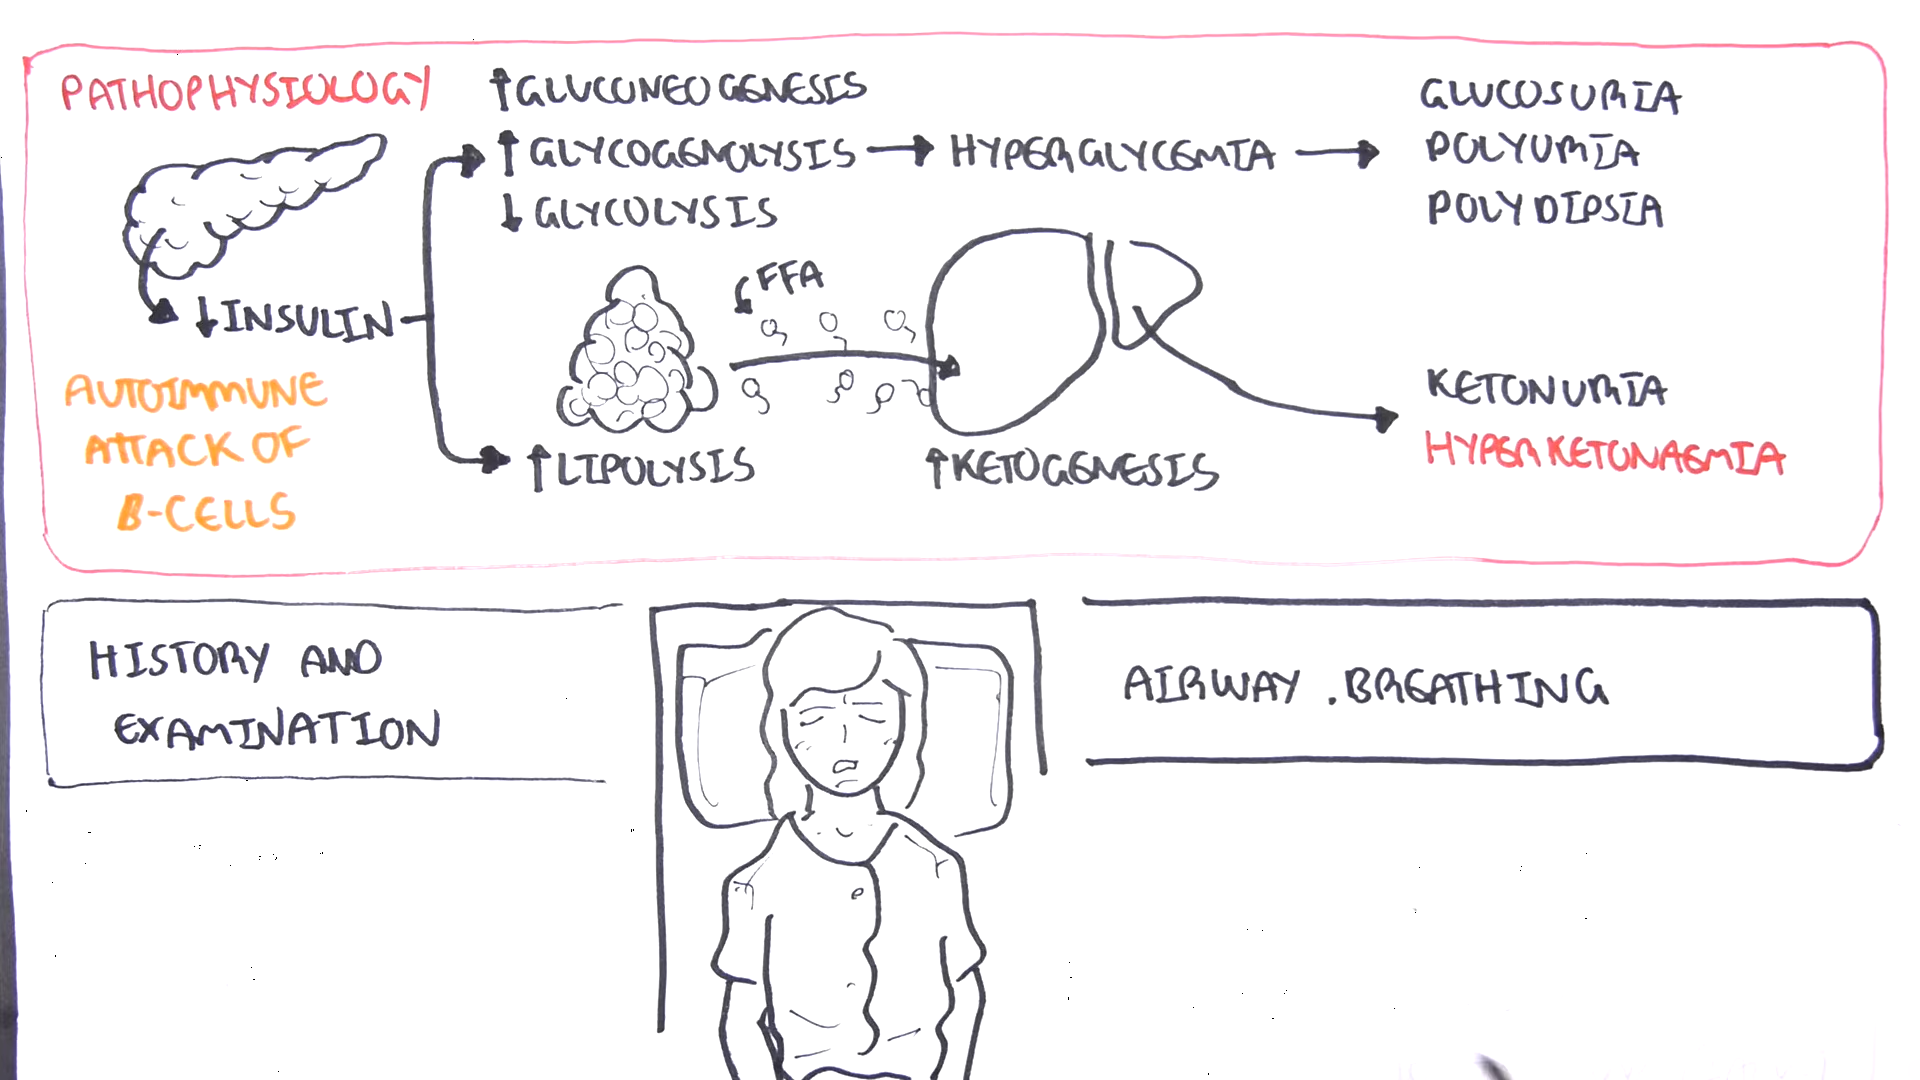 PATHOPHYSIOLOGY
↑GLUCONEOGENESIS
↑GLYCOGENOLYSIS → HYPERGLYCEMIA →
↓GLYCOLYSIS
GLUCOSURIA
POLYURIA
POLYDIPSIA
↓INSULIN
AUTOIMMUNE
ATTACK OF
B-CELLS
FFA
↑LIPOLYSIS
↑KETOGENESIS
KETONURIA
HYPERKETONAEMIA
HISTORY AND
EXAMINATION
AIRWAY . BREATHING